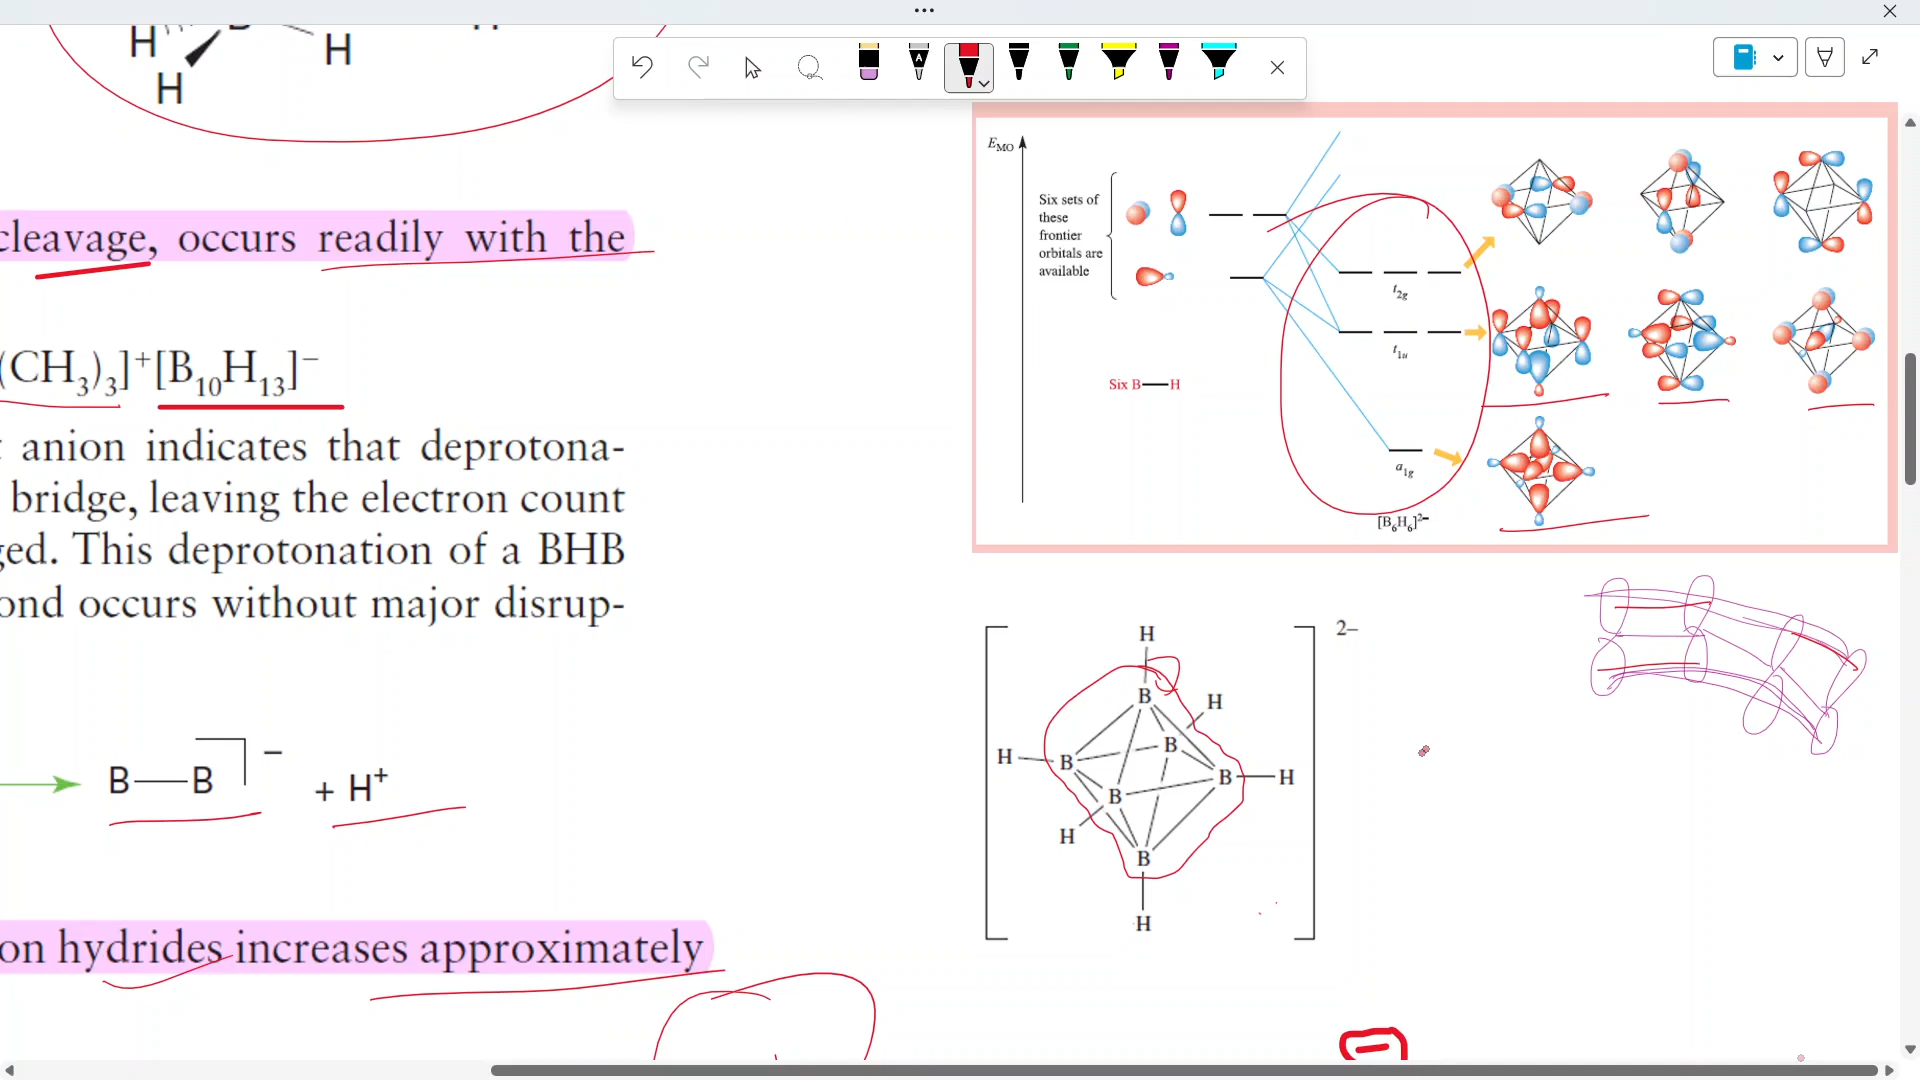 H
H
H
H
cleavage, occurs readily with the
(CH₃)₃]⁺[B₁₀H₁₃]⁻
anion indicates that deprotona-
bridge, leaving the electron count
ged. This deprotonation of a BHB
ond occurs without major disrup-
B—B ⁻ + H⁺
on hydrides increases approximately
A
E_MO
Six sets of
these
frontier
orbitals are
available
Six B—H
t₂g
t₁u
a₁g
[B₆H₆]²⁻
2–
H
B
H
B
H
B
B
H
B
H
B
H